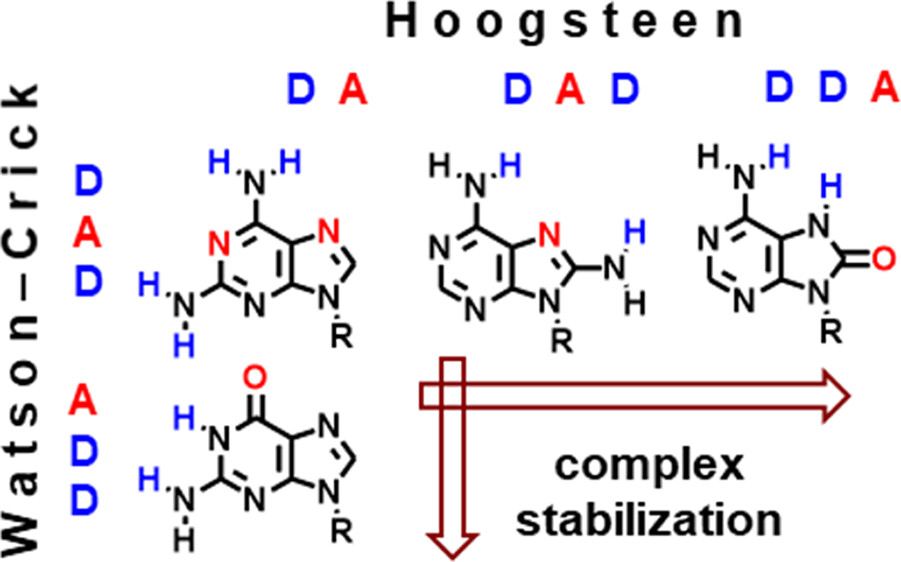 Hoogsteen
D A
D A D
D D A
Watson–Crick
D
A
D
A
D
D
H H
N
N N
H N N N
H R
H H
N
N N H
N N N
R H
H H
N H
N N
O
N N
R
O
H N N
H N N N
H R
complex
stabilization